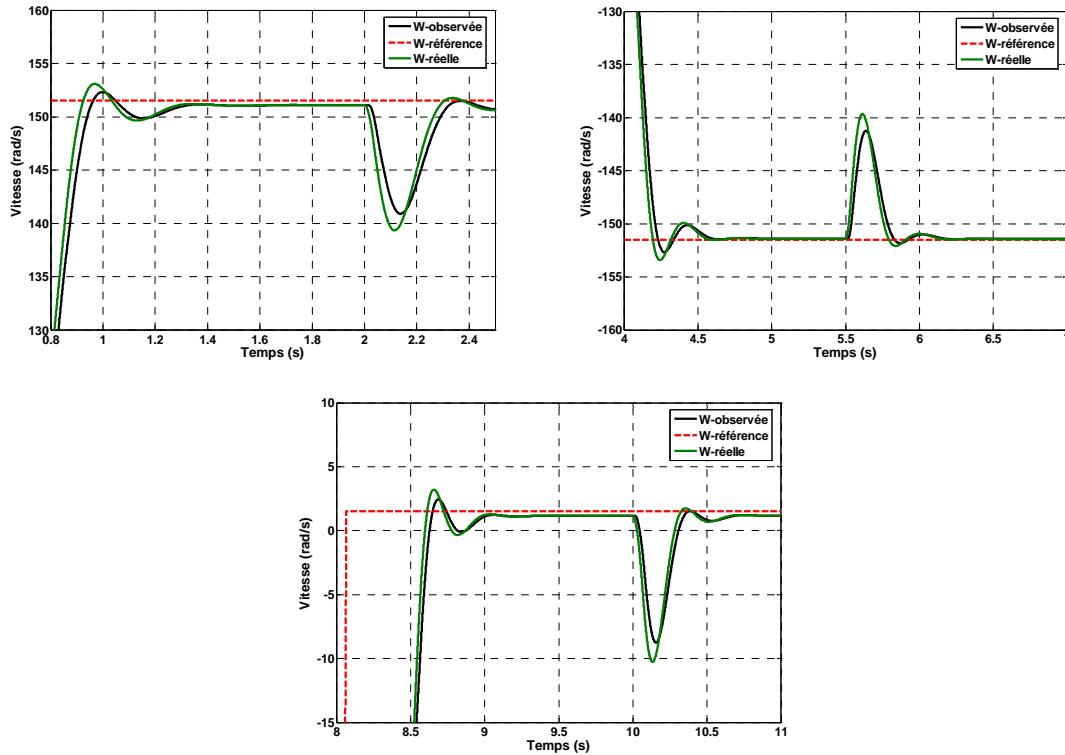 160
155
150
145
140
135
130
Vitesse (rad/s)
0.8
1
1.2
1.4
1.6
1.8
2
2.2
2.4
Temps (s)
W-observée
W-référence
W-réelle
-130
-140
-150
-160
Vitesse (rad/s)
4
4.5
5
5.5
6
6.5
Temps (s)
W-observée
W-référence
W-réelle
10
5
0
-5
-10
-15
Vitesse (rad/s)
8
8.5
9
9.5
10
10.5
11
Temps (s)
W-observée
W-référence
W-réelle